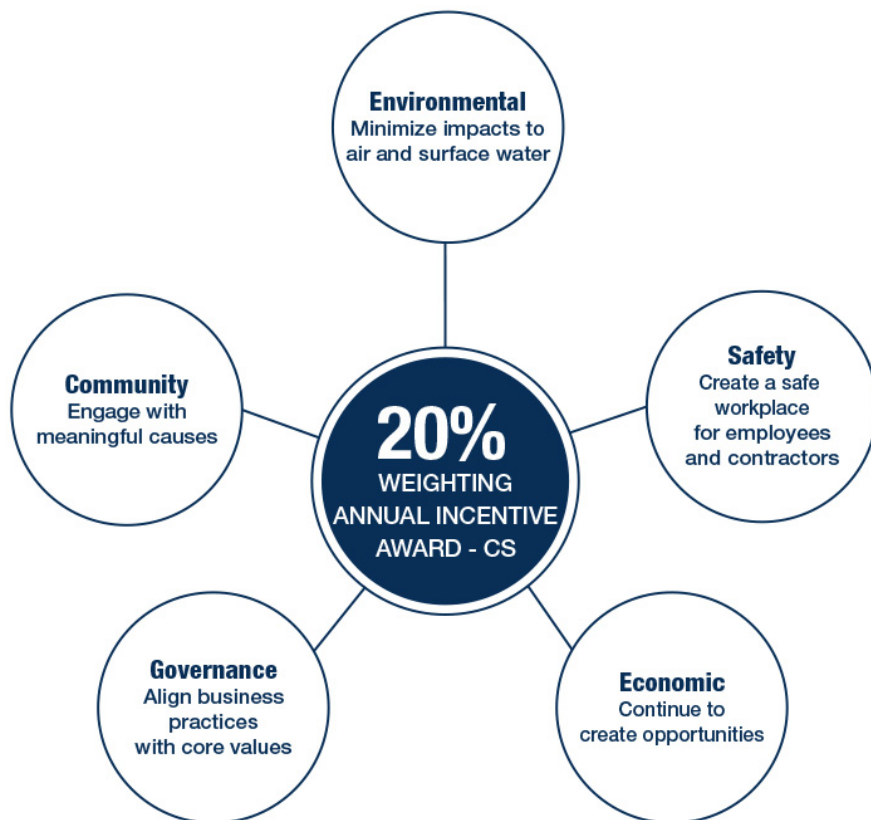 Environmental
Minimize impacts to
air and surface water
Safety
Create a safe
workplace
for employees
and contractors
Community
Engage with
meaningful causes
20%
WEIGHTING
ANNUAL INCENTIVE
AWARD - CS
Governance
Align business
practices
with core values
Economic
Continue to
create opportunities